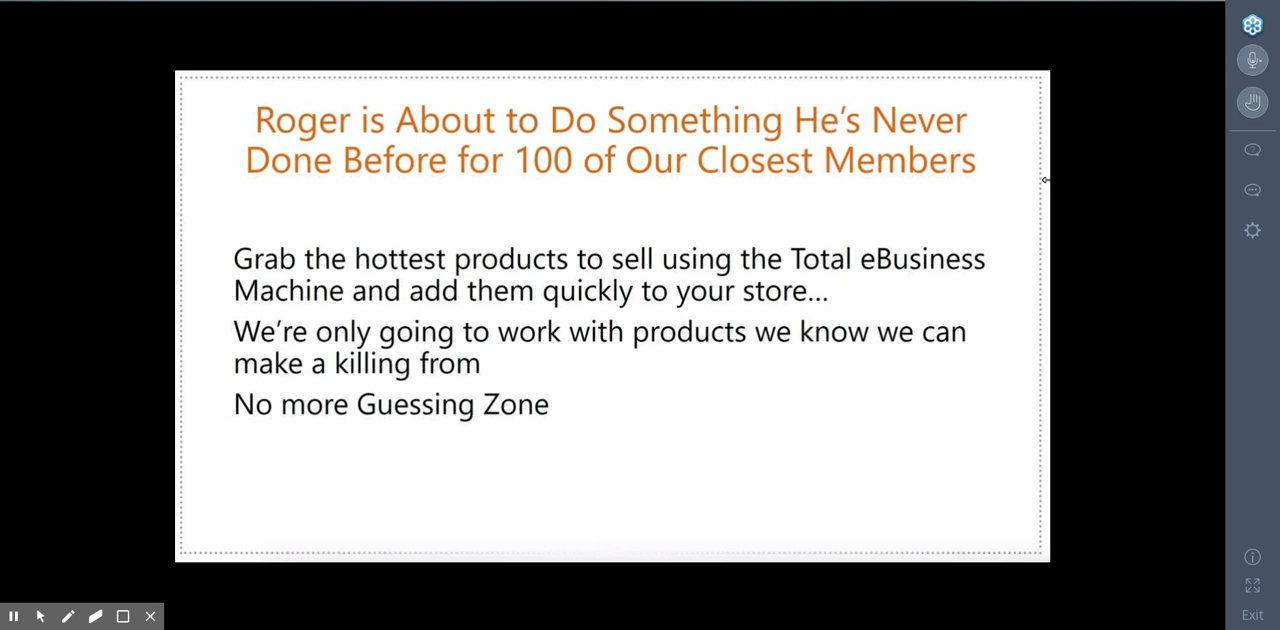 Roger is About to Do Something He's Never
Done Before for 100 of Our Closest Members
Grab the hottest products to sell using the Total eBusiness
Machine and add them quickly to your store...
We're only going to work with products we know we can
make a killing from
No more Guessing Zone
Exit